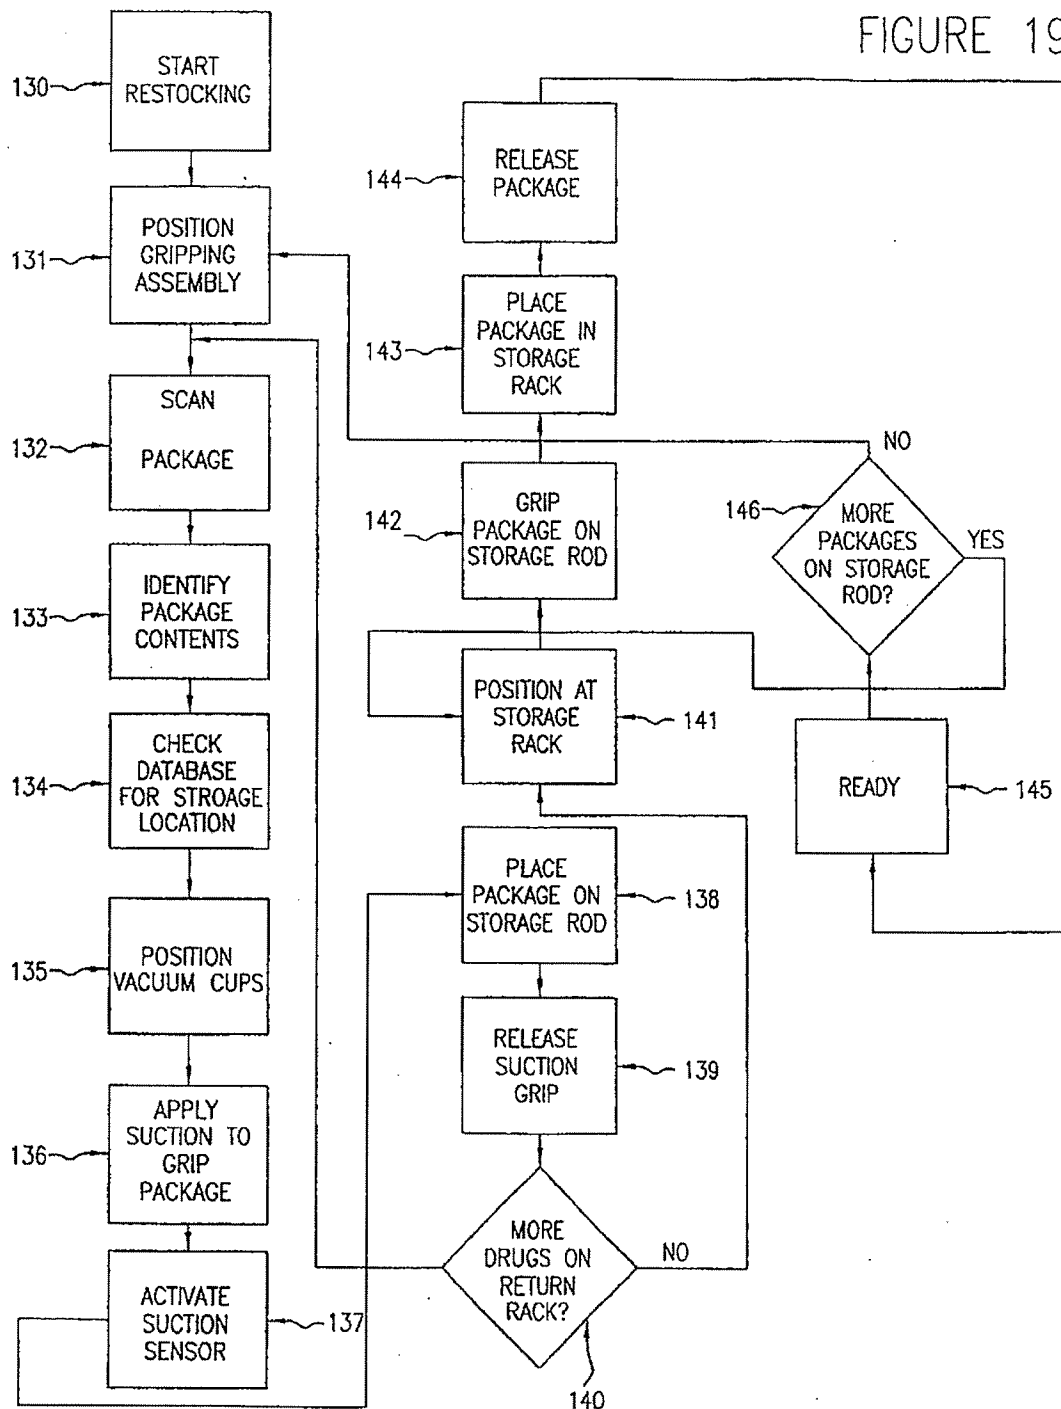 FIGURE 19
130
START
RESTOCKING
131
POSITION
GRIPPING
ASSEMBLY
132
SCAN
PACKAGE
133
IDENTIFY
PACKAGE
CONTENTS
134
CHECK
DATABASE
FOR STROAGE
LOCATION
135
POSITION
VACUUM CUPS
136
APPLY
SUCTION TO
GRIP
PACKAGE
ACTIVATE
SUCTION
SENSOR
137
144
RELEASE
PACKAGE
143
PLACE
PACKAGE IN
STORAGE
RACK
142
GRIP
PACKAGE ON
STORAGE ROD
POSITION AT
STORAGE
RACK
141
PLACE
PACKAGE ON
STORAGE ROD
138
RELEASE
SUCTION
GRIP
139
MORE
DRUGS ON
RETURN
RACK?
NO
140
NO
146
MORE
PACKAGES
ON STORAGE
ROD?
YES
READY
145